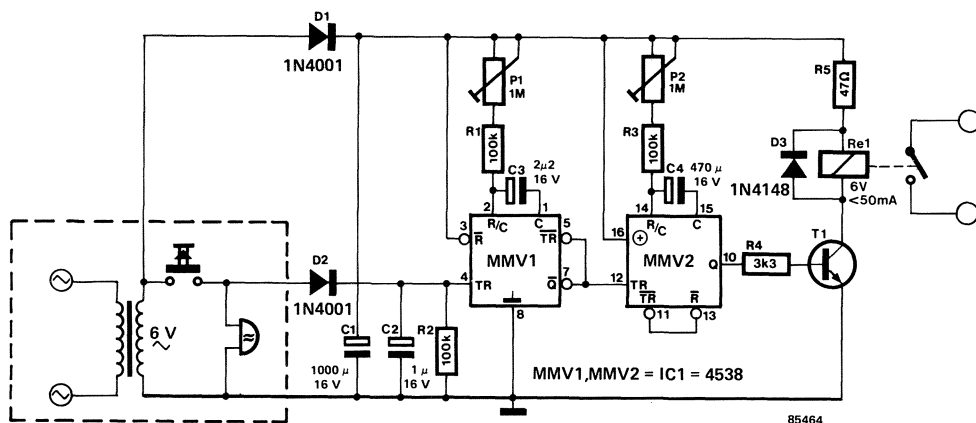 D1
1N4001
P1
1M
R1
100k
C3
2µ2
16 V
P2
1M
R3
100k
C4
470 µ
16 V
R5
47Ω
D3
1N4148
Re1
6V
<50mA
2
1
3
R
R/C
C
5
TR
MMV1
4
TR
7
Q
8
14
15
16
R/C
C
MMV2
12
TR
TR
R
Q
10
11
13
R4
3k3
T1
D2
1N4001
6 V
C1
1000 µ
16 V
C2
1 µ
16 V
R2
100k
MMV1,MMV2 = IC1 = 4538
85464